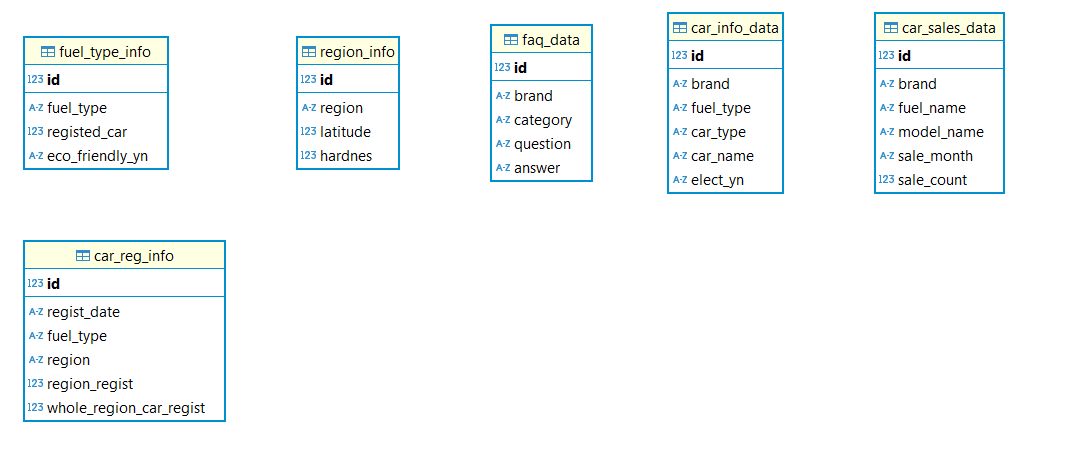 fuel_type_info
123 id
A-Z fuel_type
123 registed_car
A-Z eco_friendly_yn
region_info
123 id
A-Z region
123 latitude
123 hardnes
faq_data
123 id
A-Z brand
A-Z category
A-Z question
A-Z answer
car_info_data
123 id
A-Z brand
A-Z fuel_type
A-Z car_type
A-Z car_name
A-Z elect_yn
car_sales_data
123 id
A-Z brand
A-Z fuel_name
A-Z model_name
A-Z sale_month
123 sale_count
car_reg_info
123 id
A-Z regist_date
A-Z fuel_type
A-Z region
123 region_regist
123 whole_region_car_regist